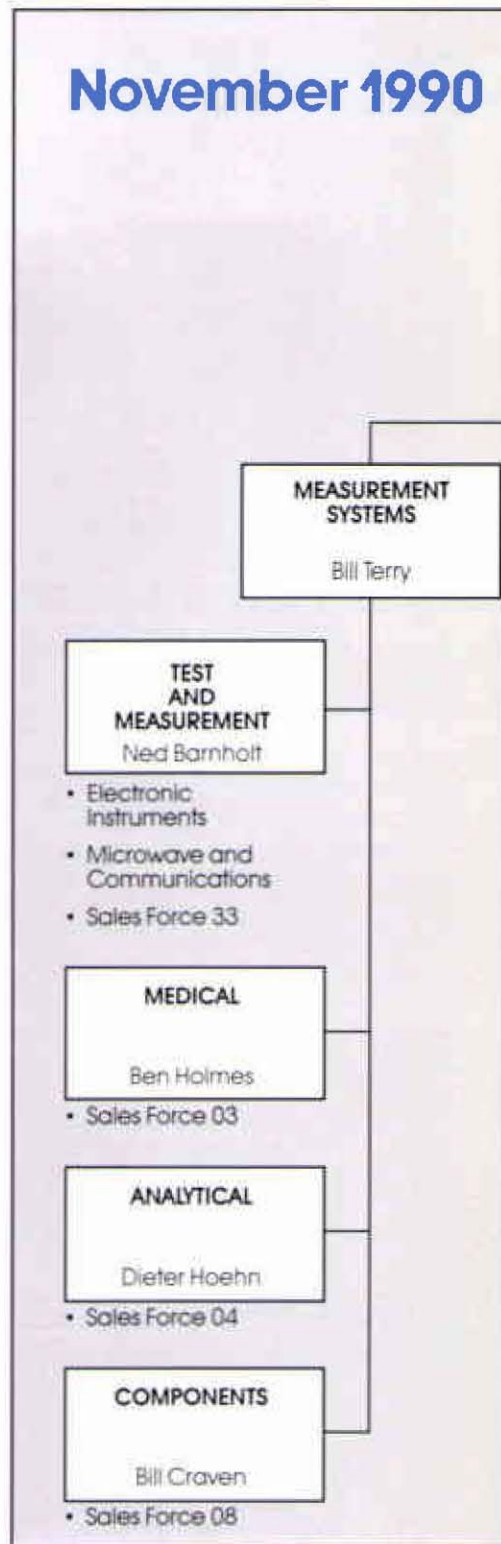 November 1990
MEASUREMENT
SYSTEMS
Bill Terry
TEST
AND
MEASUREMENT
Ned Barnholt
• Electronic
Instruments
• Microwave and
Communications
• Sales Force 33
MEDICAL
Ben Holmes
• Sales Force 03
ANALYTICAL
Dieter Hoehn
• Sales Force 04
COMPONENTS
Bill Craven
• Sales Force 08